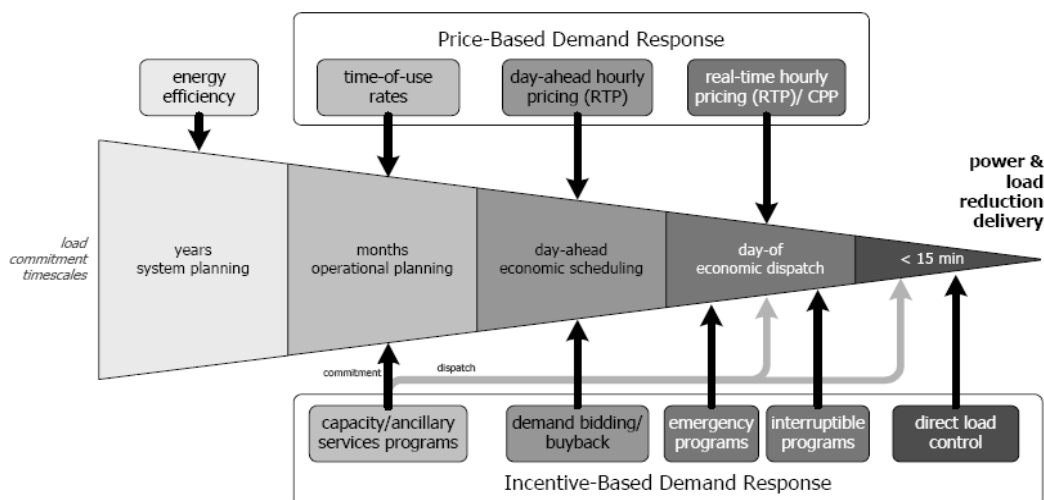 Price-Based Demand Response
energy
efficiency
time-of-use
rates
day-ahead hourly
pricing (RTP)
real-time hourly
pricing (RTP)/ CPP
power &
load
reduction
delivery
load
commitment
timescales
years
system planning
months
operational planning
day-ahead
economic scheduling
day-of
economic dispatch
< 15 min
commitment
dispatch
capacity/ancillary
services programs
demand bidding/
buyback
emergency
programs
interruptible
programs
direct load
control
Incentive-Based Demand Response